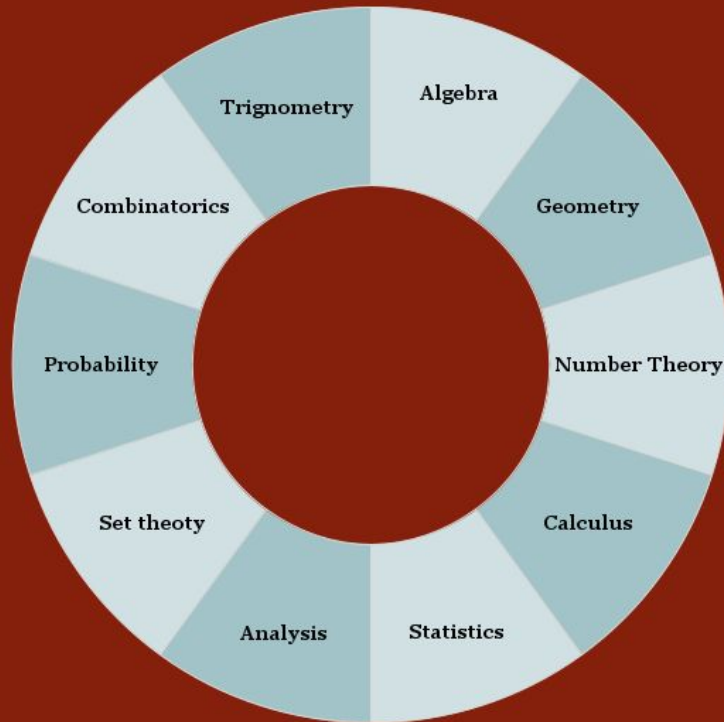 Algebra
Geometry
Number Theory
Calculus
Statistics
Analysis
Set theoty
Probability
Combinatorics
Trignometry